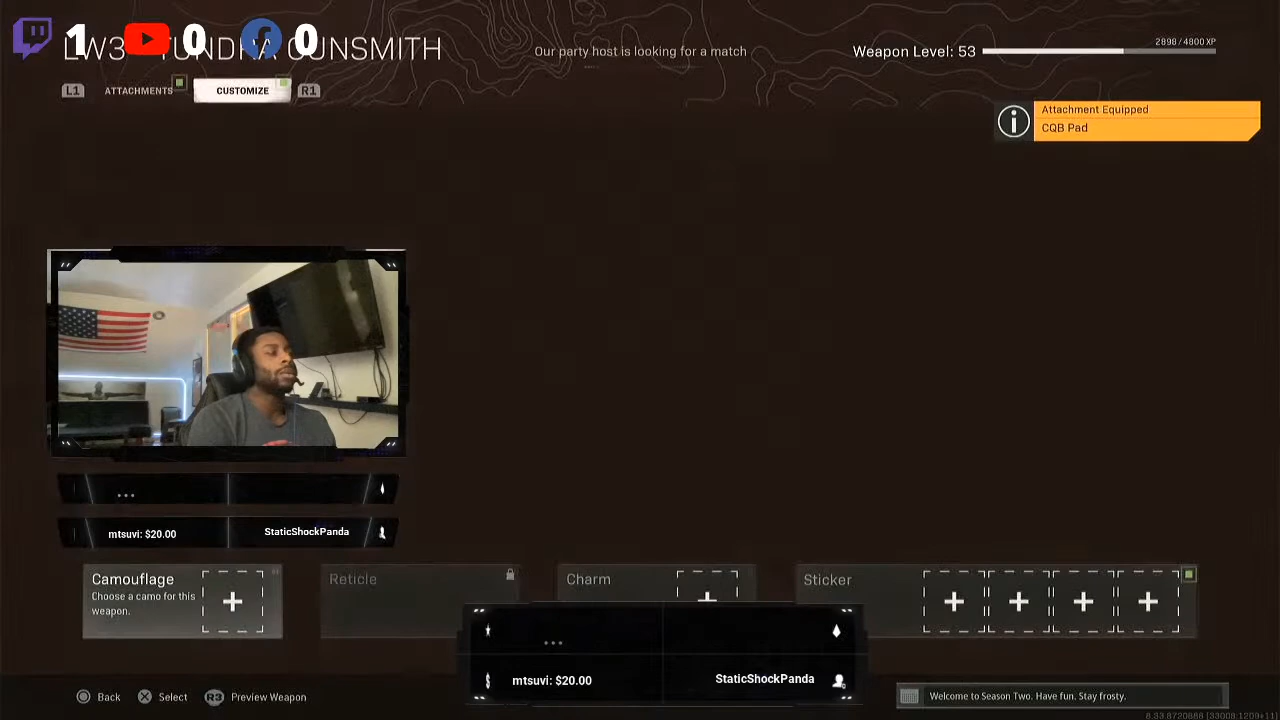 1 0 0
LW3 - TUNDRA GUNSMITH
Our party host is looking for a match
Weapon Level: 53
2898 / 4800 XP
L1 ATTACHMENTS CUSTOMIZE R1
Attachment Equipped
CQB Pad
...
mtsuvi: $20.00 StaticShockPanda
Camouflage
Choose a camo for this
weapon.
Reticle
Charm
Sticker
...
mtsuvi: $20.00 StaticShockPanda
Back Select R3 Preview Weapon
Welcome to Season Two. Have fun. Stay frosty.